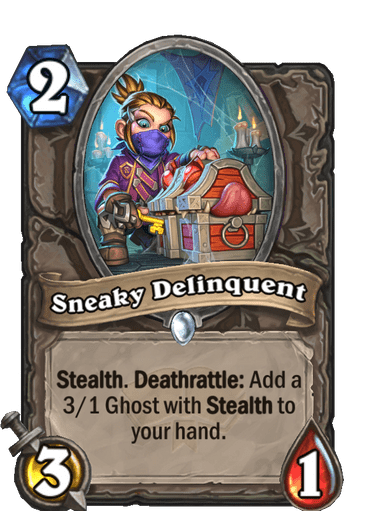 2
Sneaky Delinquent
Stealth. Deathrattle: Add a
3/1 Ghost with Stealth to
your hand.
3
1